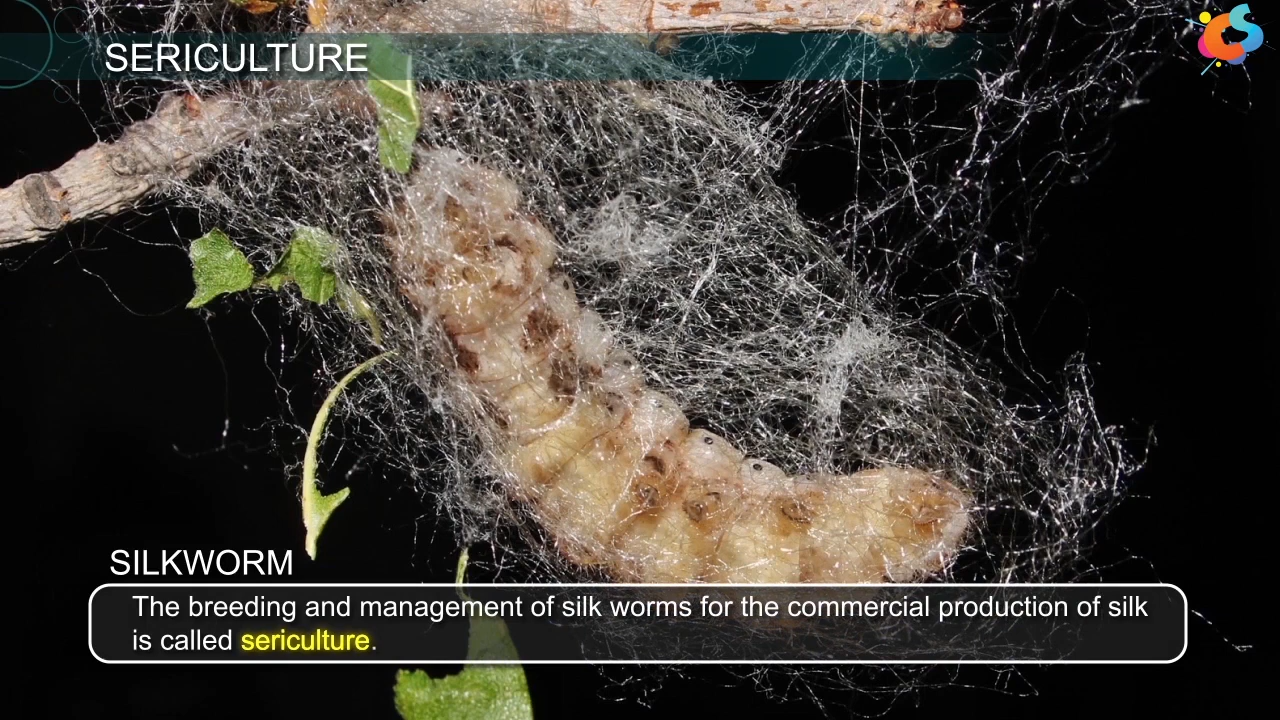 SERICULTURE
SILKWORM
The breeding and management of silk worms for the commercial production of silk
is called sericulture.